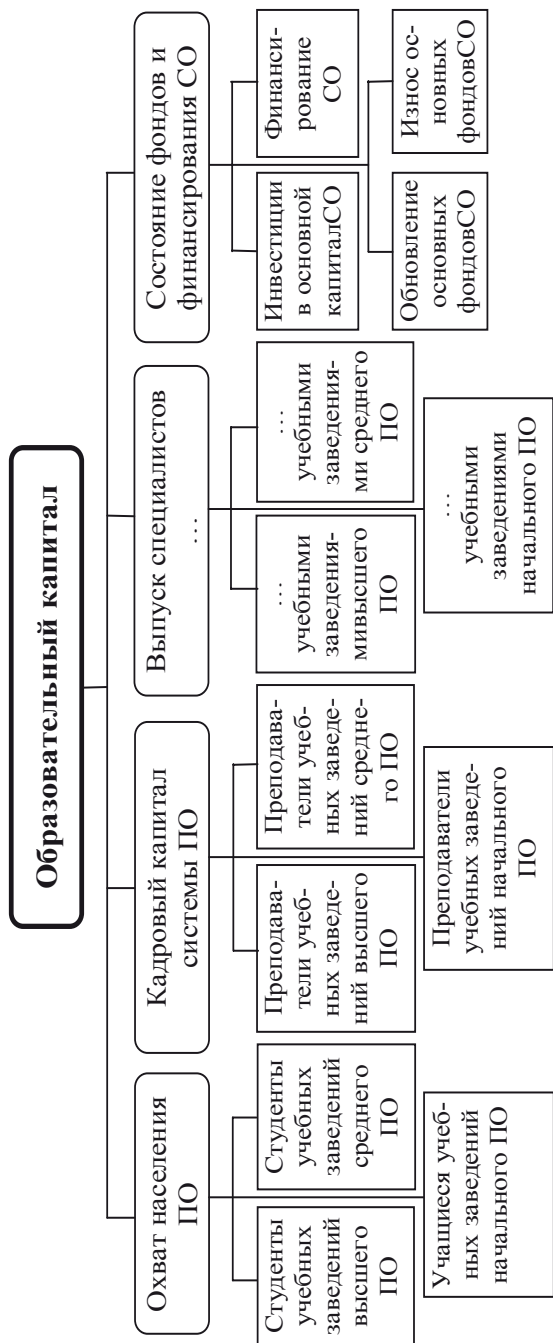 Образовательный капитал
Охват населения
ПО
Кадровый капитал
системы ПО
Выпуск специалистов
…
Состояние фондов и
финансирования СО
Студенты
учебных
заведений
высшего
ПО
Студенты
учебных
заведений
среднего
ПО
Учащиеся учеб-
ных заведений
начального ПО
Преподава-
тели учеб-
ных заведе-
ний высшего
ПО
Преподава-
тели учеб-
ных заведе-
ний средне-
го ПО
Преподаватели
учебных заведе-
ний начального
ПО
…
учебными
заведения-
мивысшего
ПО
…
учебными
заведения-
ми среднего
ПО
…
учебными
заведениями
начального ПО
Инвестиции
в основной
капиталСО
Финанси-
рование
СО
Обновление
основных
фондовСО
Износ ос-
новных
фондовСО